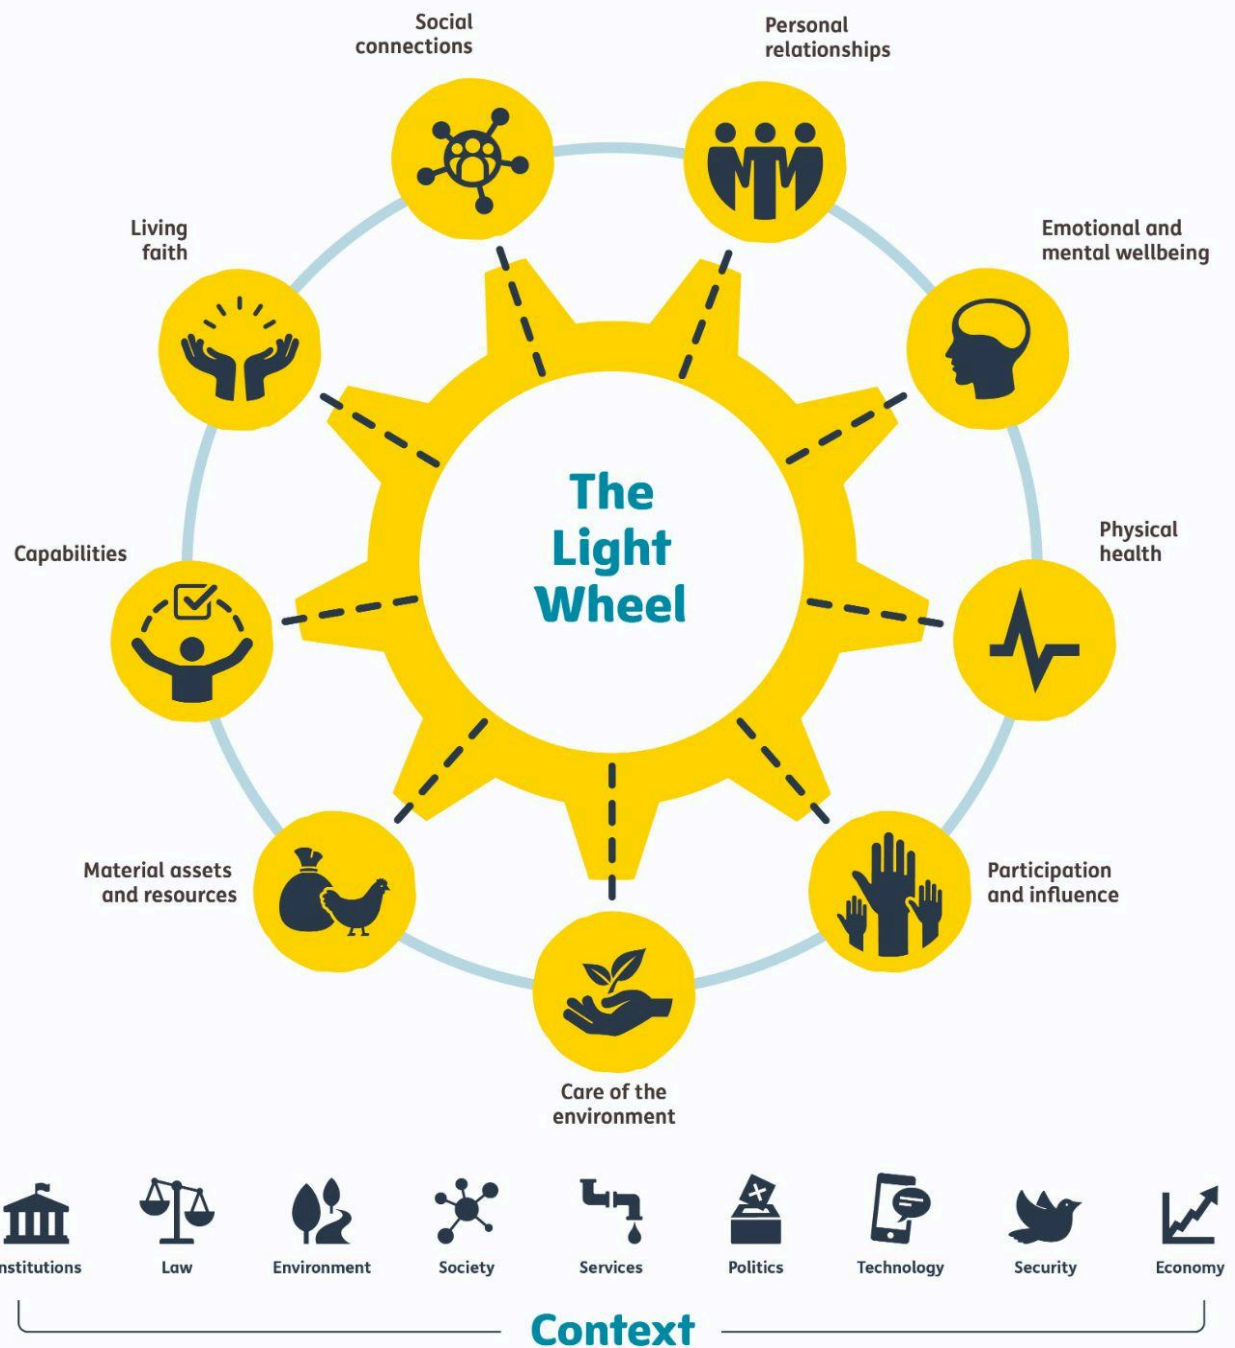 Social
connections
Personal
relationships
Living
faith
Emotional and
mental wellbeing
The
Light
Wheel
Capabilities
Physical
health
Material assets
and resources
Participation
and influence
Care of the
environment
nstitutions
Law
Environment
Society
Services
Politics
Technology
Security
Economy
Context